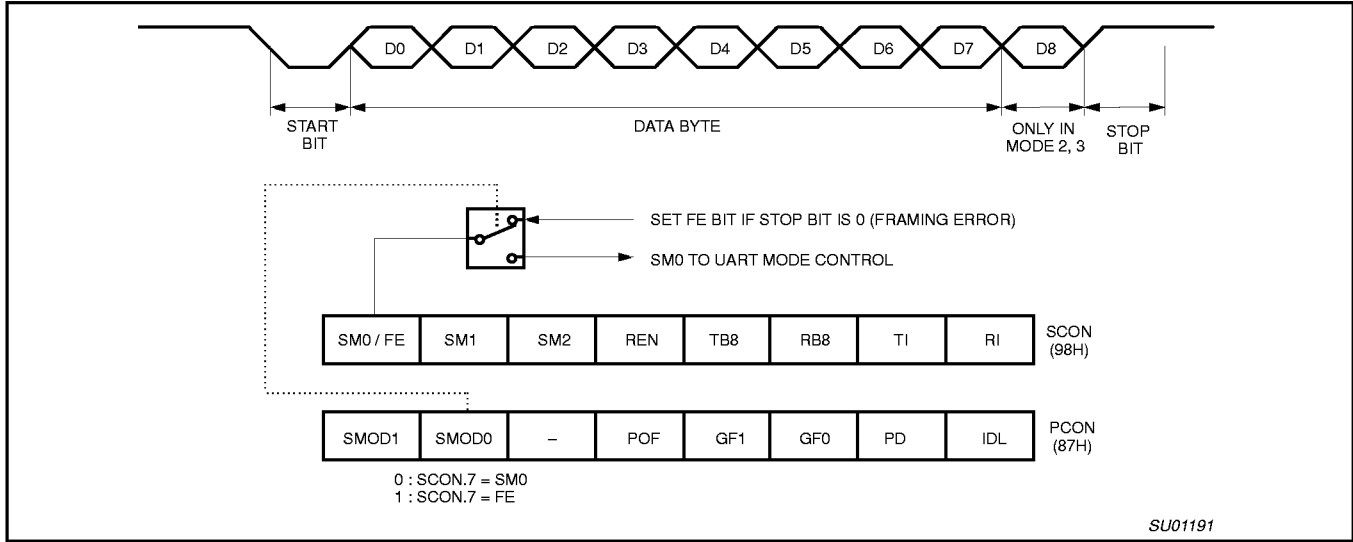 D0 D1 D2 D3 D4 D5 D6 D7 D8
START
BIT
DATA BYTE
ONLY IN
MODE 2, 3
STOP
BIT
SET FE BIT IF STOP BIT IS 0 (FRAMING ERROR)
SM0 TO UART MODE CONTROL
SM0 / FE SM1 SM2 REN TB8 RB8 TI RI
SCON
(98H)
SMOD1 SMOD0 – POF GF1 GF0 PD IDL
PCON
(87H)
0 : SCON.7 = SM0
1 : SCON.7 = FE
SU01191